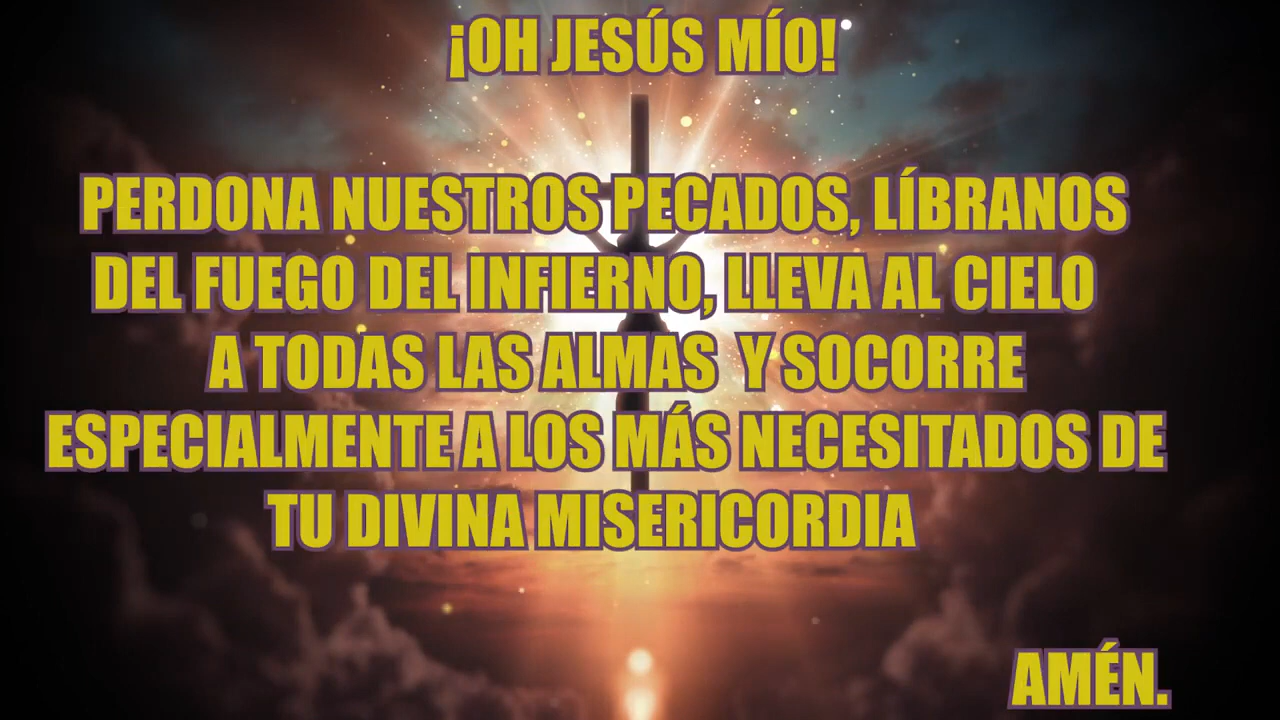 ¡OH JESÚS MÍO!
PERDONA NUESTROS PECADOS, LÍBRANOS
DEL FUEGO DEL INFIERNO, LLEVA AL CIELO
A TODAS LAS ALMAS Y SOCORRE
ESPECIALMENTE A LOS MÁS NECESITADOS DE
TU DIVINA MISERICORDIA
AMÉN.